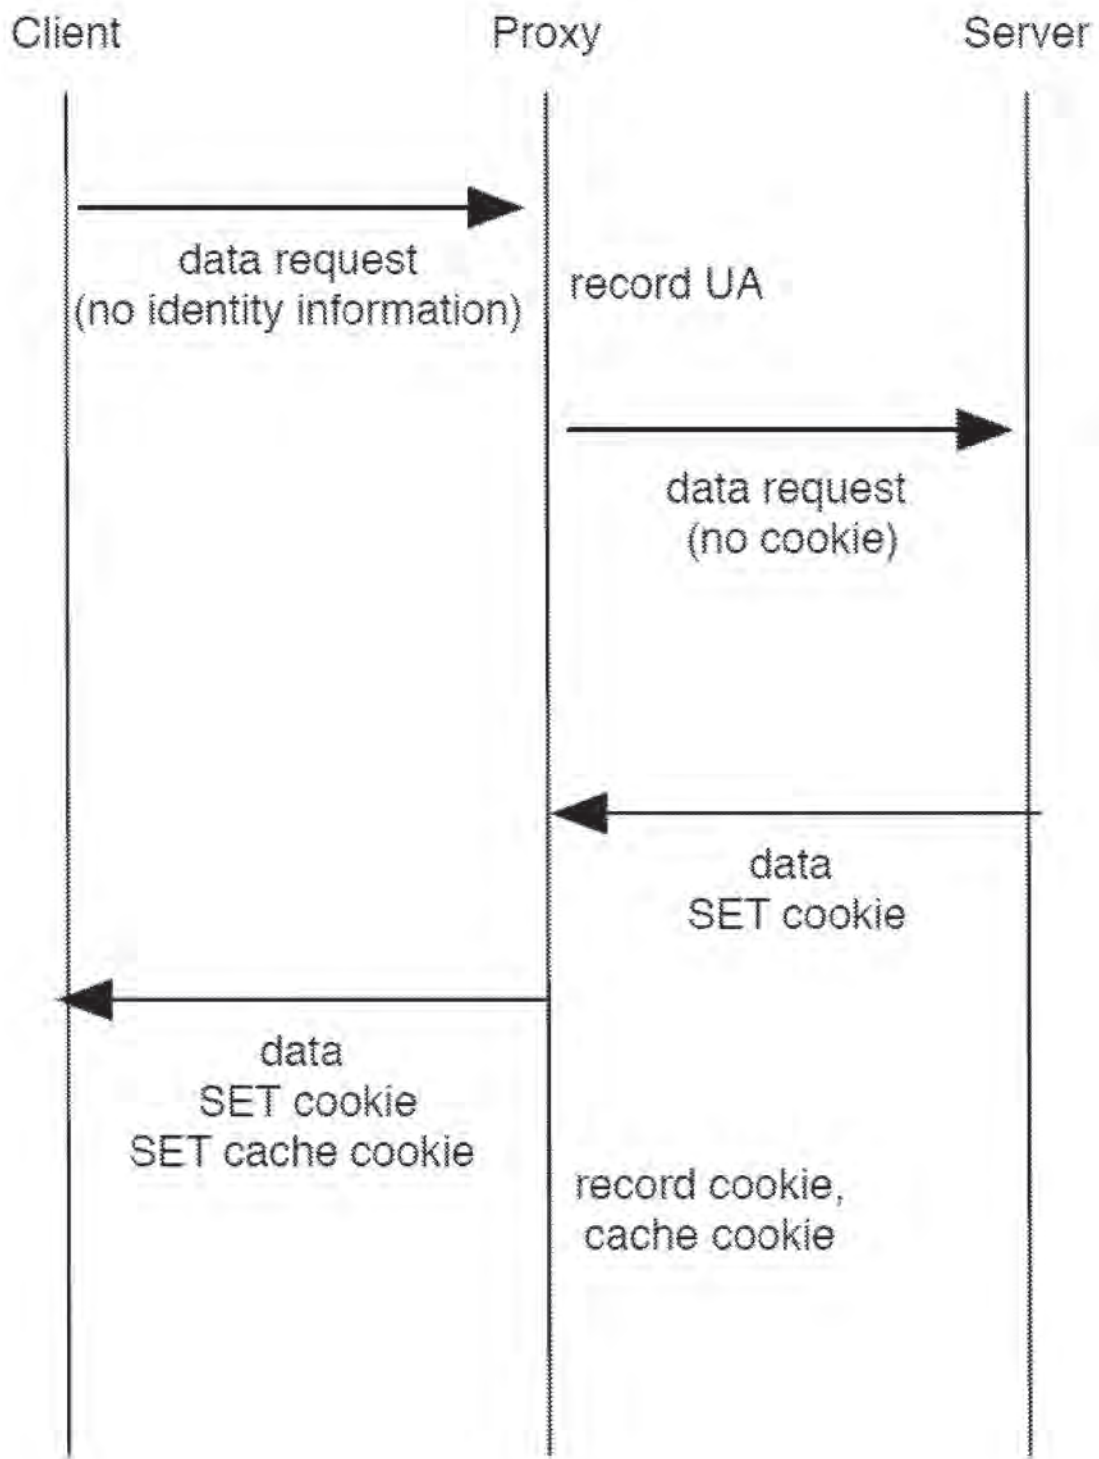 Client
Proxy
Server
data request
(no identity information)
record UA
data request
(no cookie)
data
SET cookie
data
SET cookie
SET cache cookie
record cookie,
cache cookie